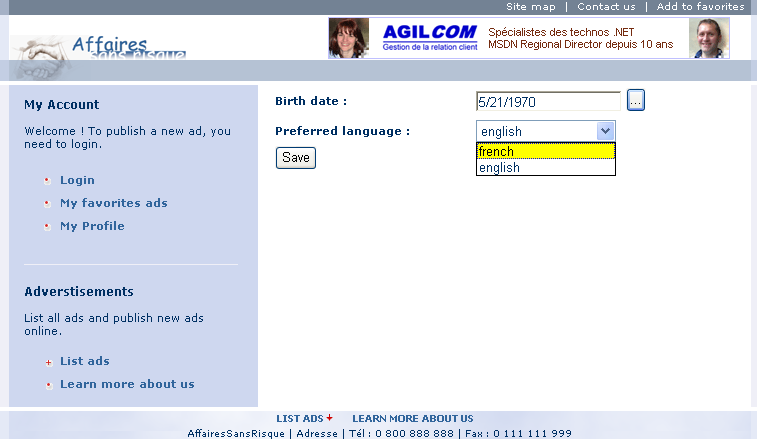 Site map | Contact us | Add to favorites
Affaires
sans risque
AGILCOM
Gestion de la relation client
Spécialistes des technos .NET
MSDN Regional Director depuis 10 ans
My Account
Welcome ! To publish a new ad, you
need to login.
Login
My favorites ads
My Profile
Adverstisements
List all ads and publish new ads
online.
List ads
Learn more about us
Birth date :
5/21/1970
...
Preferred language :
english
french
english
Save
LIST ADS
LEARN MORE ABOUT US
AffairesSansRisque | Adresse | Tél : 0 800 888 888 | Fax : 0 111 111 999